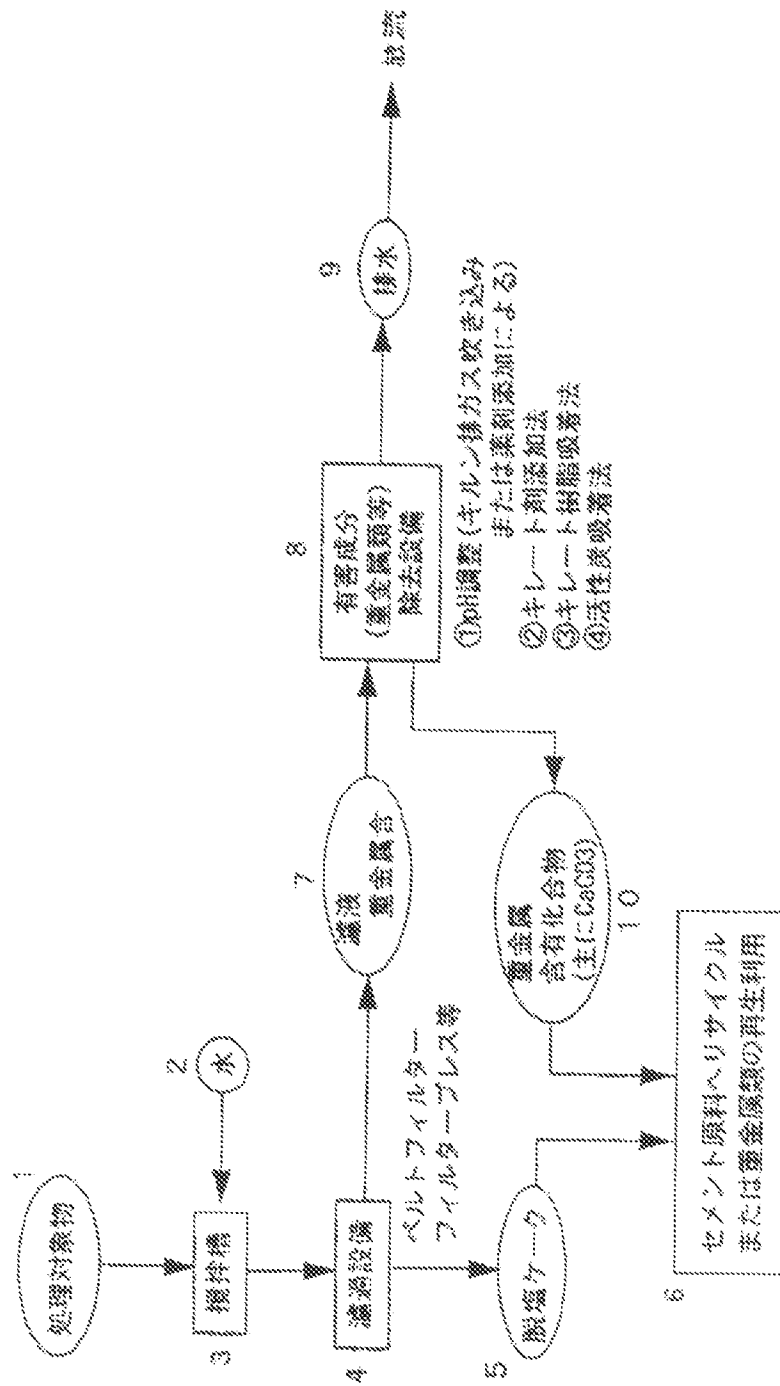 1
処理対象物
2
水
3
攪拌槽
4
濾過設備
ベルトフィルター
フィルタープレス等
5
脱塩ケーク
6
セメント原料へリサイクル
または重金属類の再生利用
7
濾液
重金属含
8
有害成分
(重金属類等)
除去設備
①pH調整(キルン排ガス吹き込み
または薬剤添加による)
②キレート剤添加法
③キレート樹脂吸着法
④活性炭吸着法
9
排水
放流
重金属
含有化合物
(主にCaCO3)
10